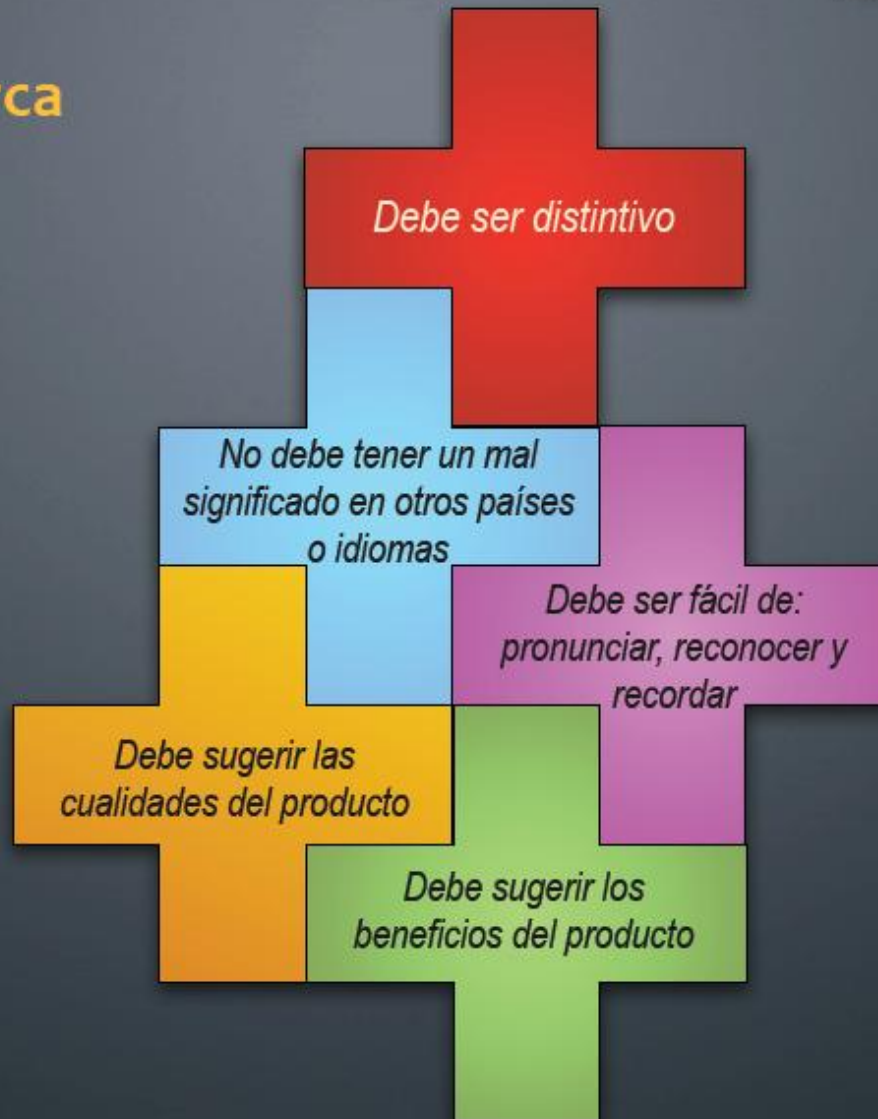 rca
Debe ser distintivo
No debe tener un mal
significado en otros países
o idiomas
Debe ser fácil de:
pronunciar, reconocer y
recordar
Debe sugerir las
cualidades del producto
Debe sugerir los
beneficios del producto